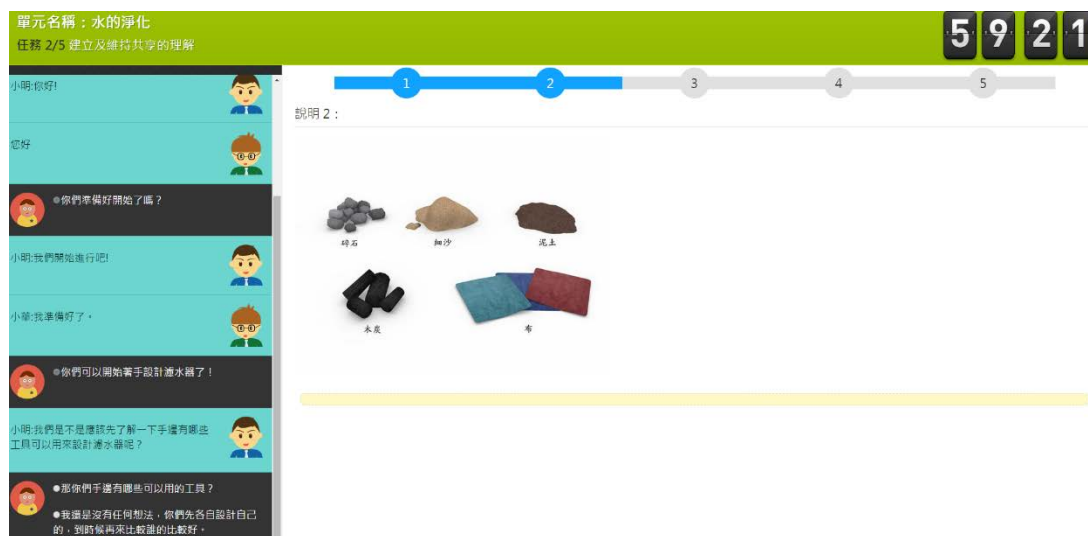 單元名稱：水的淨化
任務 2/5 建立及維持共享的理解
5 9 2 1
小明:你好!
您好
●你們準備好開始了嗎？
小明:我們開始進行吧!
小華:我準備好了。
●你們可以開始著手設計濾水器了！
小明:我們是不是應該先了解一下手邊有哪些
工具可以用來設計濾水器呢？
●那你們手邊有哪些可以用的工具？
●我還是沒有任何想法，你們先各自設計自己
的，到時候再來比較誰的比較好。
1 2 3 4 5
說明 2：
碎石 細沙 泥土
木炭 布